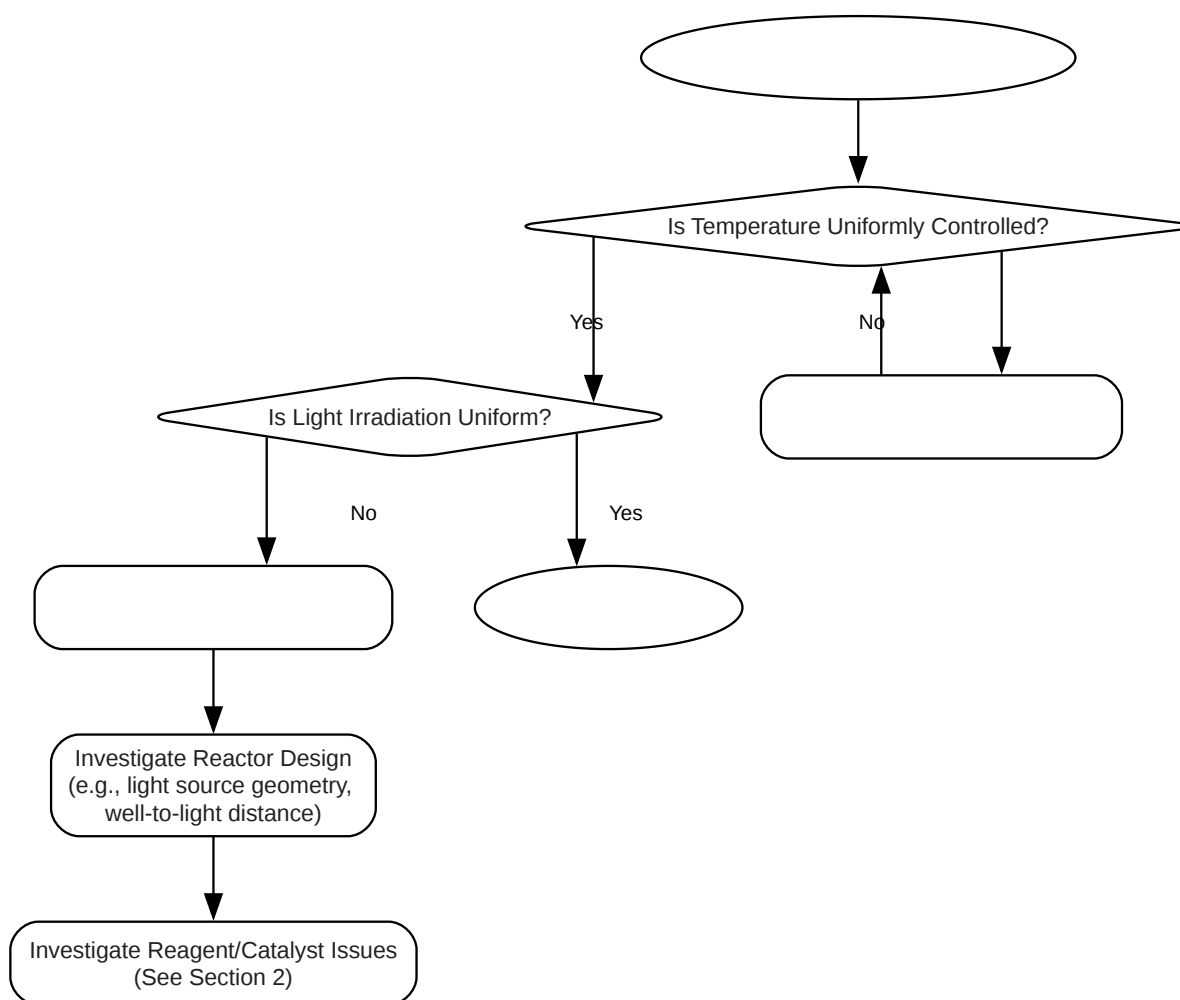 Is Temperature Uniformly Controlled?
Yes
No
Is Light Irradiation Uniform?
No
Yes
Investigate Reactor Design
(e.g., light source geometry,
well-to-light distance)
Investigate Reagent/Catalyst Issues
(See Section 2)